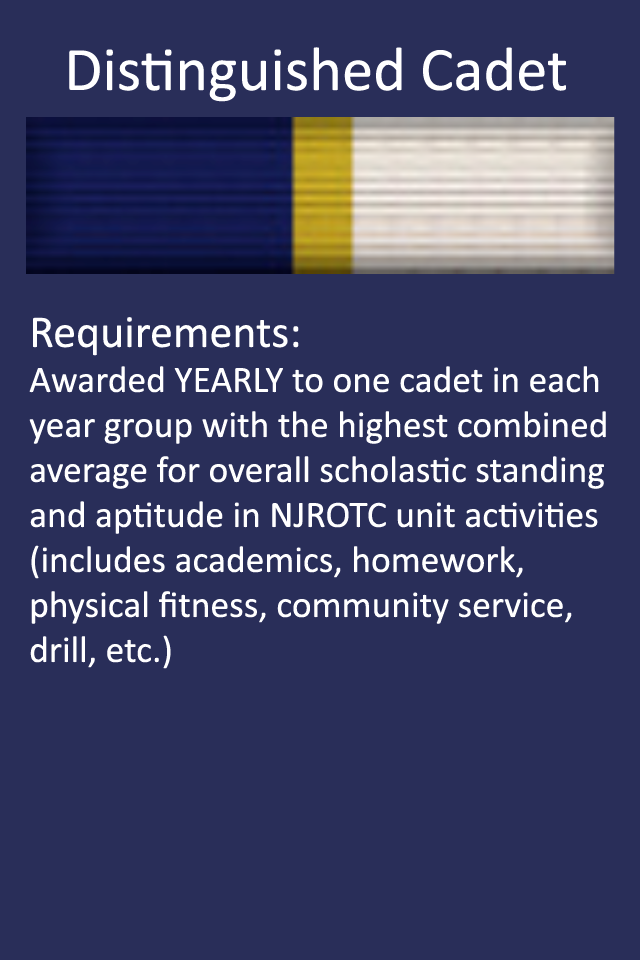 Distinguished Cadet
Requirements:
Awarded YEARLY to one cadet in each
year group with the highest combined
average for overall scholastic standing
and aptitude in NJROTC unit activities
(includes academics, homework,
physical fitness, community service,
drill, etc.)